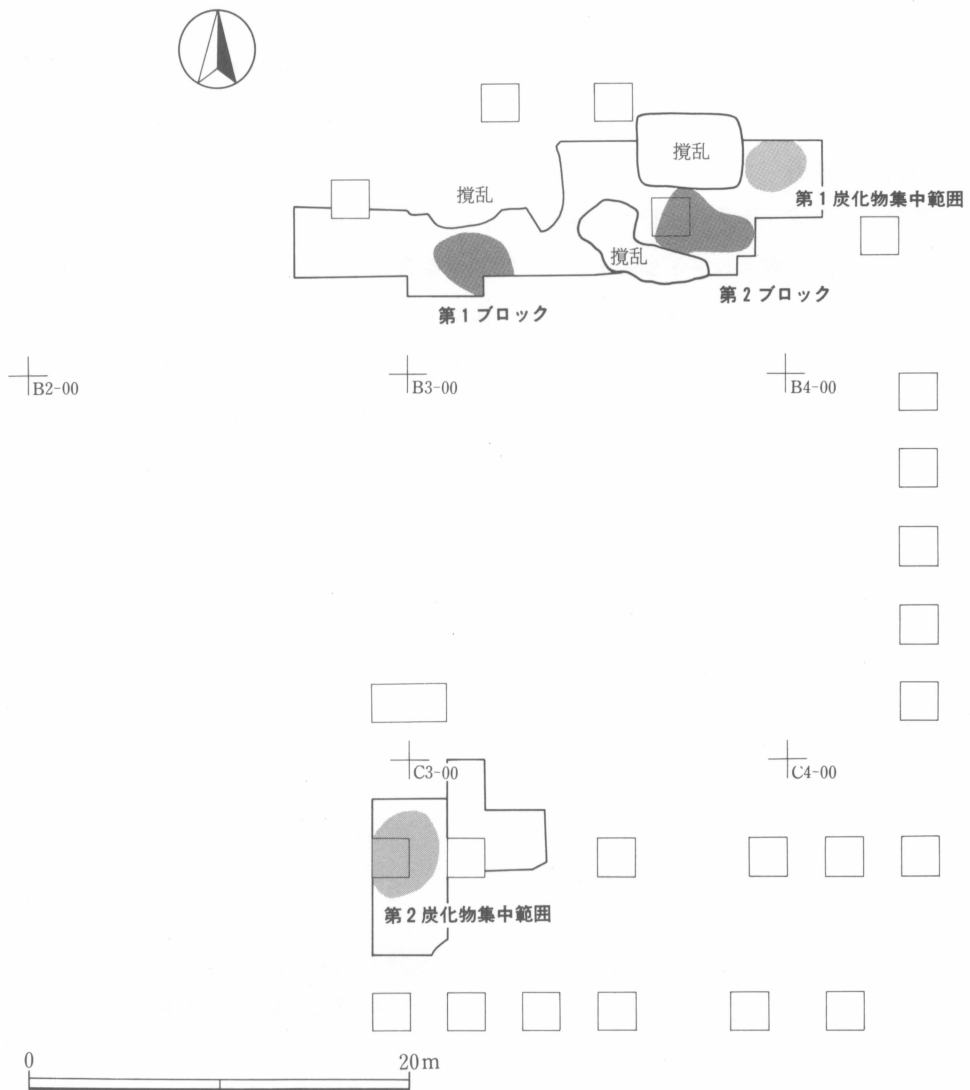 撹乱
撹乱
第1炭化物集中範囲
撹乱
第2ブロック
第1ブロック
B2-00
B3-00
B4-00
C3-00
C4-00
第2炭化物集中範囲
0
20m